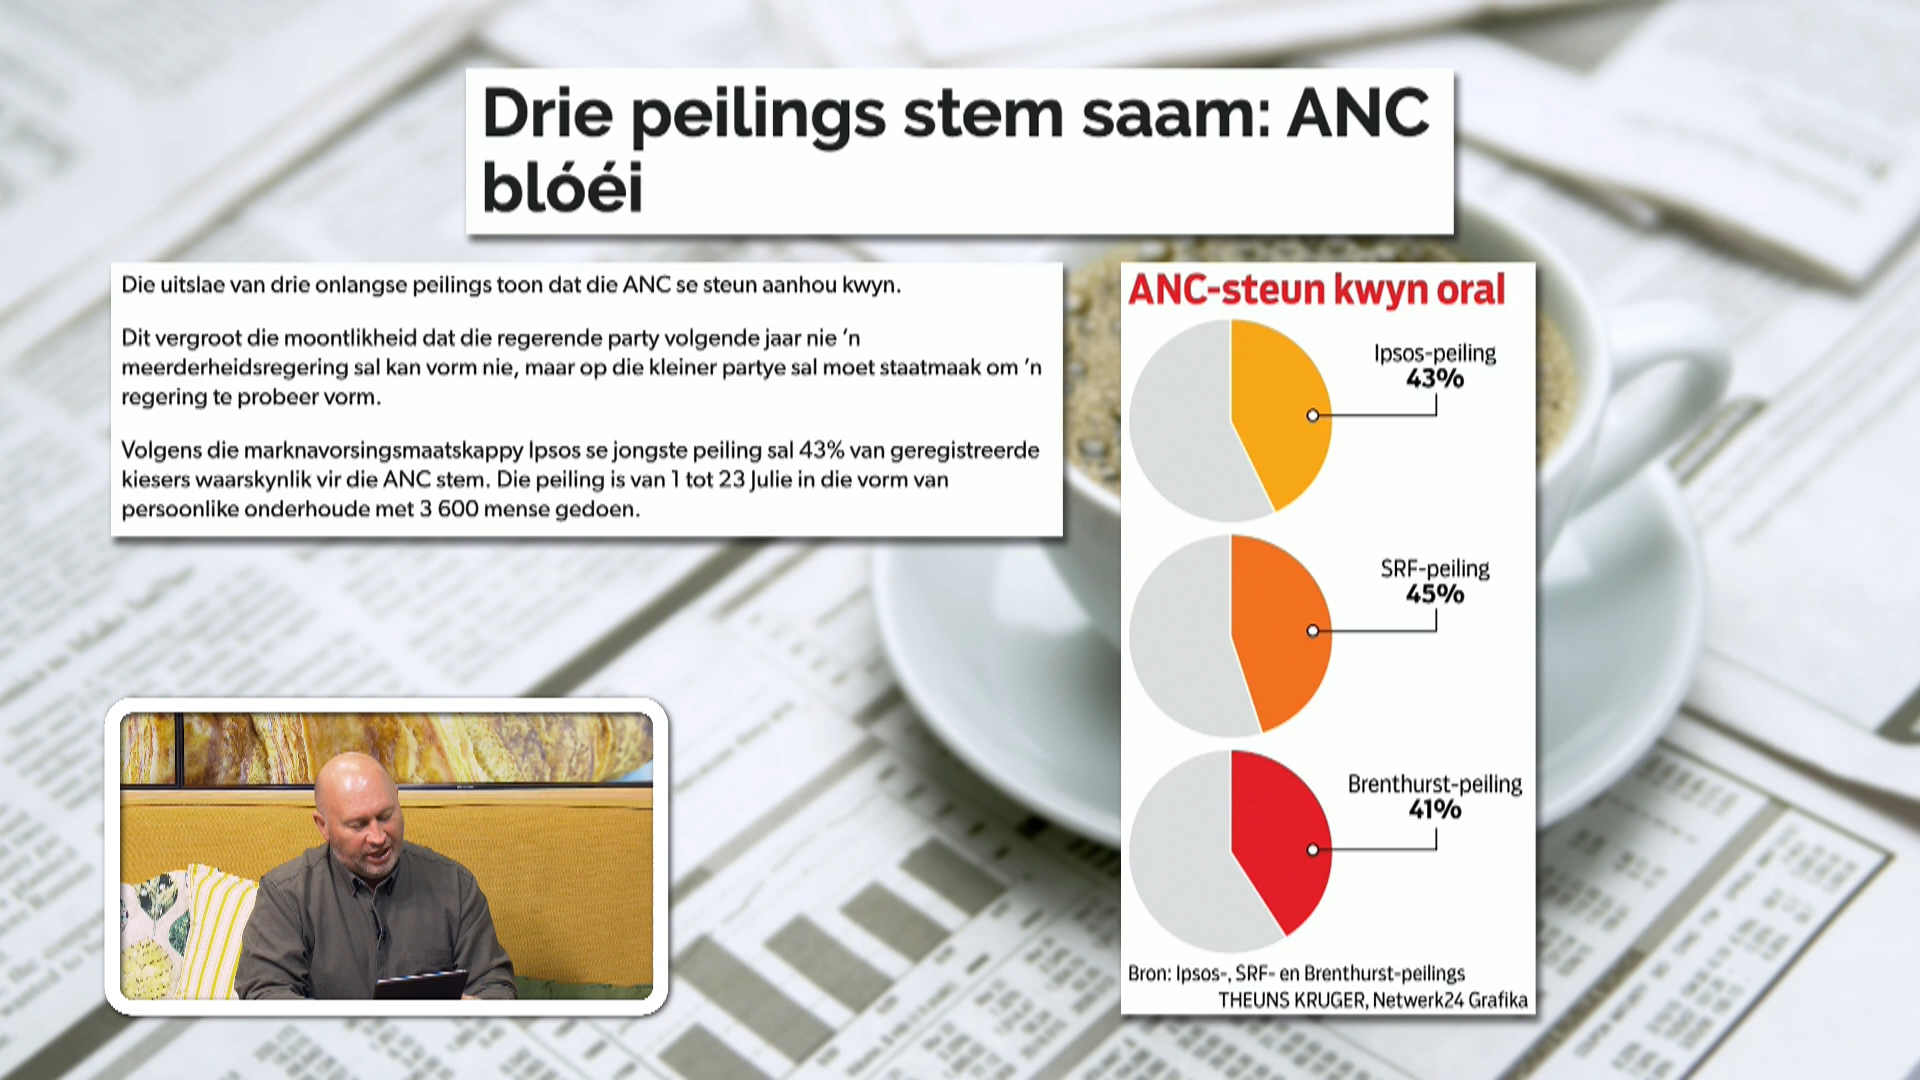 Drie peilings stem saam: ANC
blóéi
Die uitslae van drie onlangse peilings toon dat die ANC se steun aanhou kwyn.
Dit vergroot die moontlikheid dat die regerende party volgende jaar nie ’n
meerderheidsregering sal kan vorm nie, maar op die kleiner partye sal moet staatmaak om ’n
regering te probeer vorm.
Volgens die marknavorsingsmaatskappy Ipsos se jongste peiling sal 43% van geregistreerde
kiesers waarskynlik vir die ANC stem. Die peiling is van 1 tot 23 Julie in die vorm van
persoonlike onderhoude met 3 600 mense gedoen.
ANC-steun kwyn oral
Ipsos-peiling
43%
SRF-peiling
45%
Brenthurst-peiling
41%
Bron: Ipsos-, SRF- en Brenthurst-peilings
THEUNS KRUGER, Netwerk24 Grafika